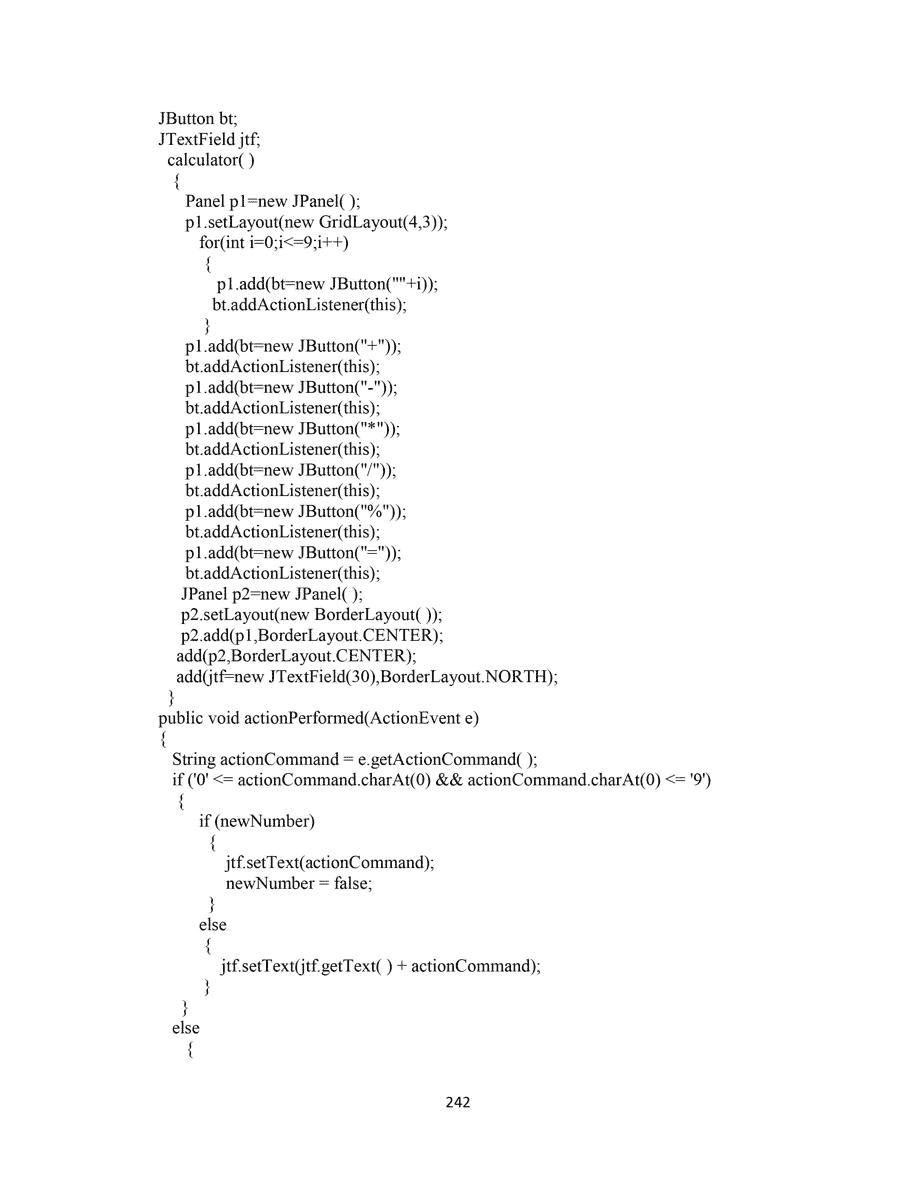 JButton bt;
JTextField jtf;
calculator( )
{
Panel p1=new JPanel( );
p1.setLayout(new GridLayout(4,3));
for(int i=0;i<=9;i++)
{
p1.add(bt=new JButton(""+i));
bt.addActionListener(this);
}
p1.add(bt=new JButton("+"));
bt.addActionListener(this);
p1.add(bt=new JButton("-"));
bt.addActionListener(this);
p1.add(bt=new JButton("*"));
bt.addActionListener(this);
p1.add(bt=new JButton("/"));
bt.addActionListener(this);
p1.add(bt=new JButton("%"));
bt.addActionListener(this);
p1.add(bt=new JButton("="));
bt.addActionListener(this);
JPanel p2=new JPanel( );
p2.setLayout(new BorderLayout( ));
p2.add(p1,BorderLayout.CENTER);
add(p2,BorderLayout.CENTER);
add(jtf=new JTextField(30),BorderLayout.NORTH);
}
public void actionPerformed(ActionEvent e)
{
String actionCommand = e.getActionCommand( );
if ('0' <= actionCommand.charAt(0) && actionCommand.charAt(0) <= '9')
{
if (newNumber)
{
jtf.setText(actionCommand);
newNumber = false;
}
else
{
jtf.setText(jtf.getText( ) + actionCommand);
}
}
else
{
242